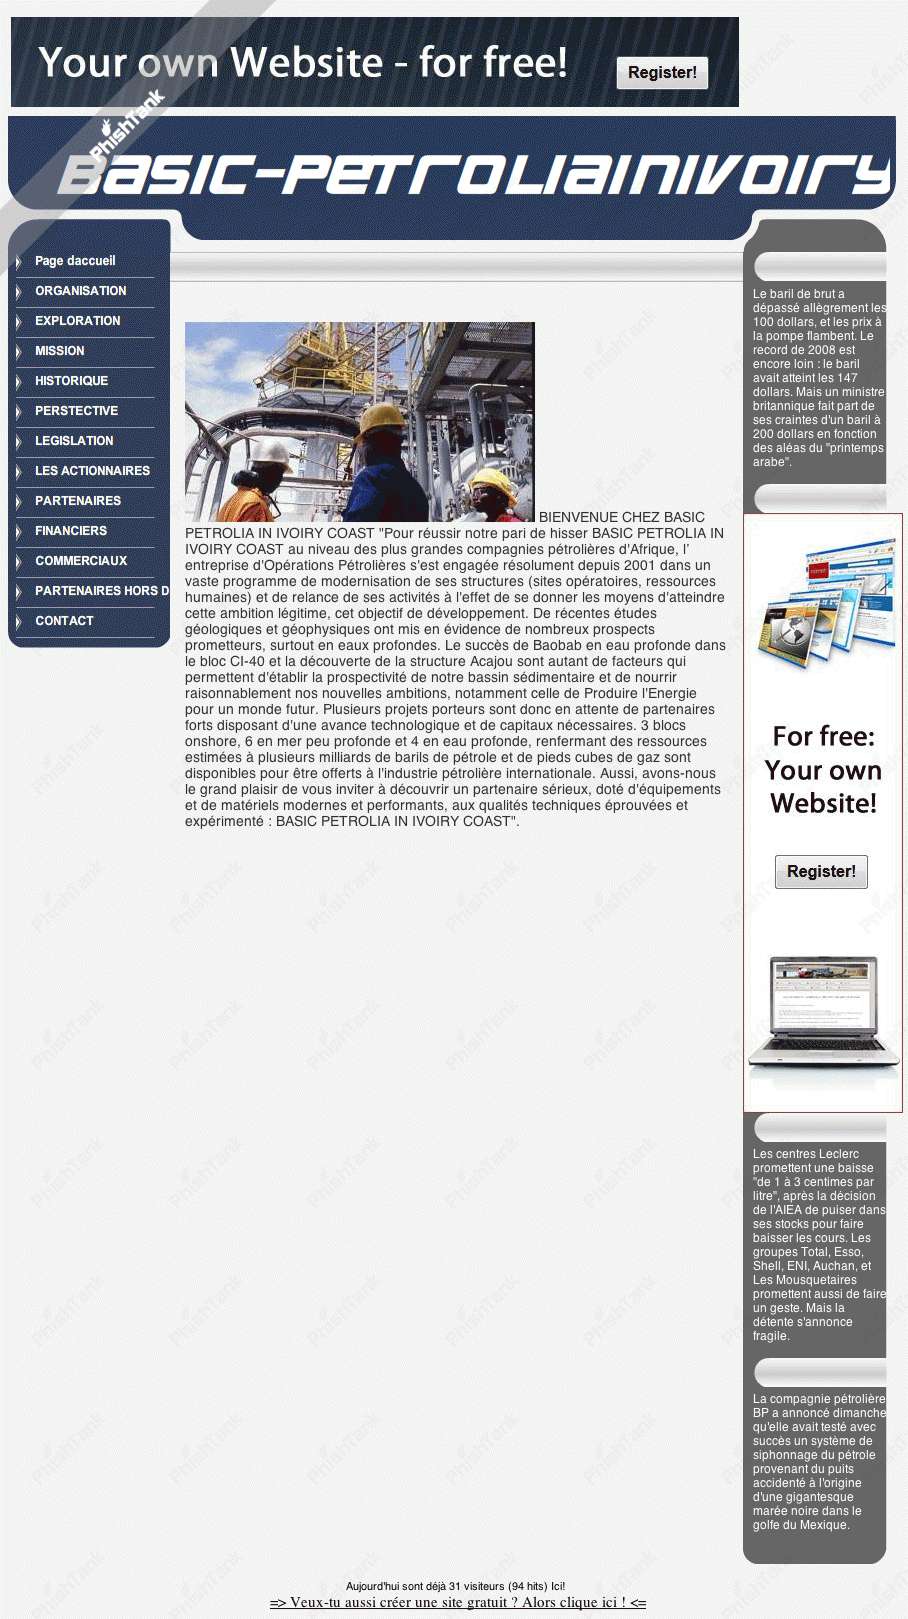 Your own Website - for free!
Register!
PhishTank
BASIC-PETROLIAINIVOIRY
Page daccueil
ORGANISATION
EXPLORATION
MISSION
HISTORIQUE
PERSTECTIVE
LEGISLATION
LES ACTIONNAIRES
PARTENAIRES
FINANCIERS
COMMERCIAUX
PARTENAIRES HORS D
CONTACT
BIENVENUE CHEZ BASIC
PETROLIA IN IVOIRY COAST "Pour réussir notre pari de hisser BASIC PETROLIA IN
IVOIRY COAST au niveau des plus grandes compagnies pétrolières d'Afrique, l'
entreprise d'Opérations Pétrolières s'est engagée résolument depuis 2001 dans un
vaste programme de modernisation de ses structures (sites opératoires, ressources
humaines) et de relance de ses activités à l'effet de se donner les moyens d'atteindre
cette ambition légitime, cet objectif de développement. De récentes études
géologiques et géophysiques ont mis en évidence de nombreux prospects
prometteurs, surtout en eaux profondes. Le succès de Baobab en eau profonde dans
le bloc CI-40 et la découverte de la structure Acajou sont autant de facteurs qui
permettent d'établir la prospectivité de notre bassin sédimentaire et de nourrir
raisonnablement nos nouvelles ambitions, notamment celle de Produire l'Energie
pour un monde futur. Plusieurs projets porteurs sont donc en attente de partenaires
forts disposant d'une avance technologique et de capitaux nécessaires. 3 blocs
onshore, 6 en mer peu profonde et 4 en eau profonde, renfermant des ressources
estimées à plusieurs milliards de barils de pétrole et de pieds cubes de gaz sont
disponibles pour être offerts à l'industrie pétrolière internationale. Aussi, avons-nous
le grand plaisir de vous inviter à découvrir un partenaire sérieux, doté d'équipements
et de matériels modernes et performants, aux qualités techniques éprouvées et
expérimenté : BASIC PETROLIA IN IVOIRY COAST".
Le baril de brut a
dépassé allègrement les
100 dollars, et les prix à
la pompe flambent. Le
record de 2008 est
encore loin : le baril
avait atteint les 147
dollars. Mais un ministre
britannique fait part de
ses craintes d'un baril à
200 dollars en fonction
des aléas du "printemps
arabe".
For free:
Your own
Website!
Register!
Les centres Leclerc
promettent une baisse
"de 1 à 3 centimes par
litre", après la décision
de l'AIEA de puiser dans
ses stocks pour faire
baisser les cours. Les
groupes Total, Esso,
Shell, ENI, Auchan, et
Les Mousquetaires
promettent aussi de faire
un geste. Mais la
détente s'annonce
fragile.
La compagnie pétrolière
BP a annoncé dimanche
qu'elle avait testé avec
succès un système de
siphonnage du pétrole
provenant du puits
accidenté à l'origine
d'une gigantesque
marée noire dans le
golfe du Mexique.
Aujourd'hui sont déjà 31 visiteurs (94 hits) Ici!
=> Veux-tu aussi créer une site gratuit ? Alors clique ici ! <=